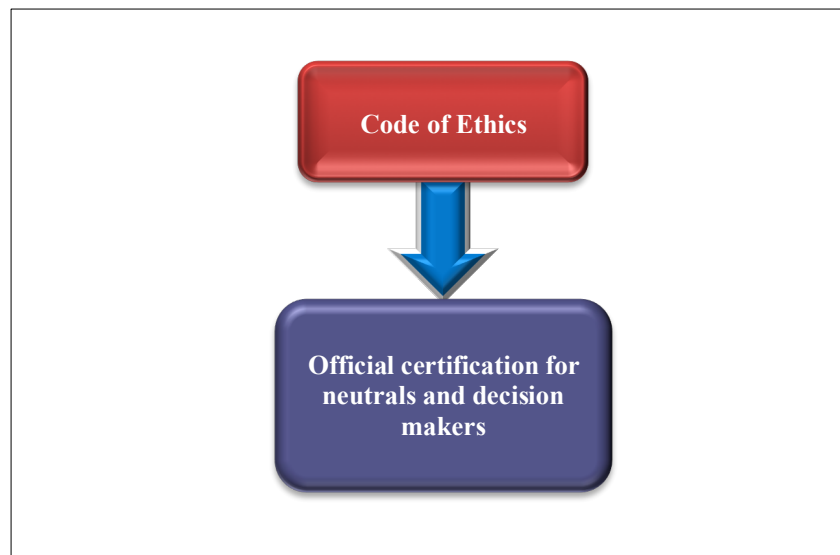 Code of Ethics
Official certification for
neutrals and decision
makers